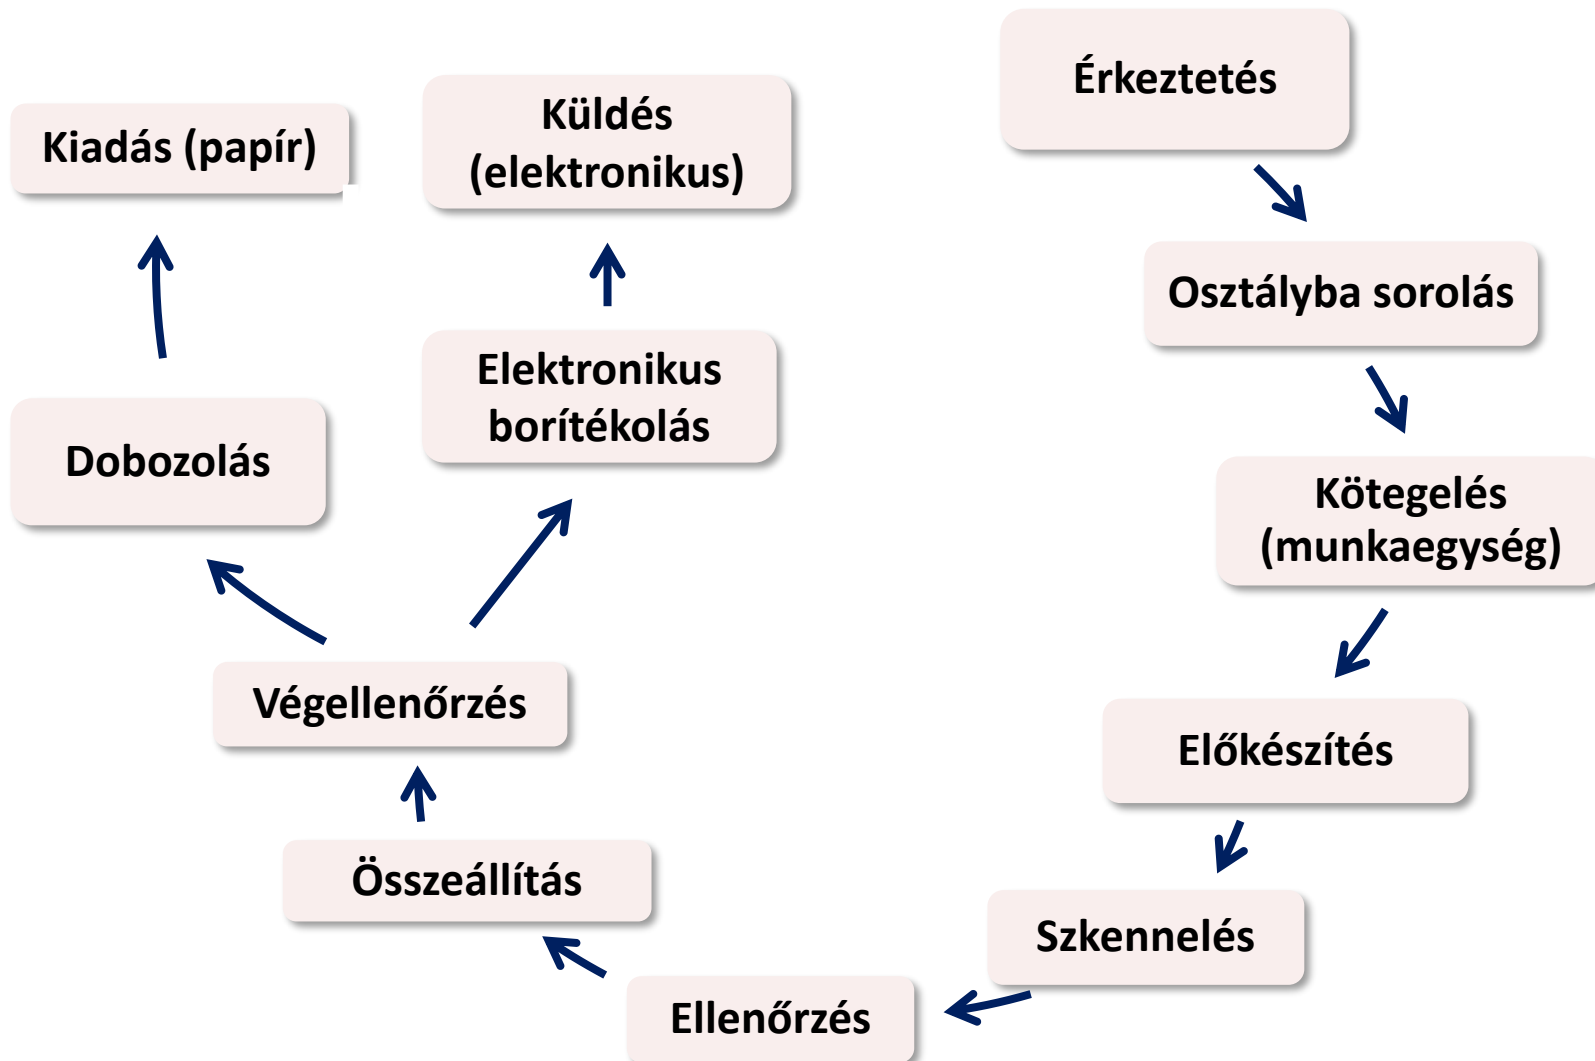 Érkeztetés
Osztályba sorolás
Kötegelés
(munkaegység)
Előkészítés
Szkennelés
Ellenőrzés
Összeállítás
Végellenőrzés
Dobozolás
Kiadás (papír)
Elektronikus
borítékolás
Küldés
(elektronikus)